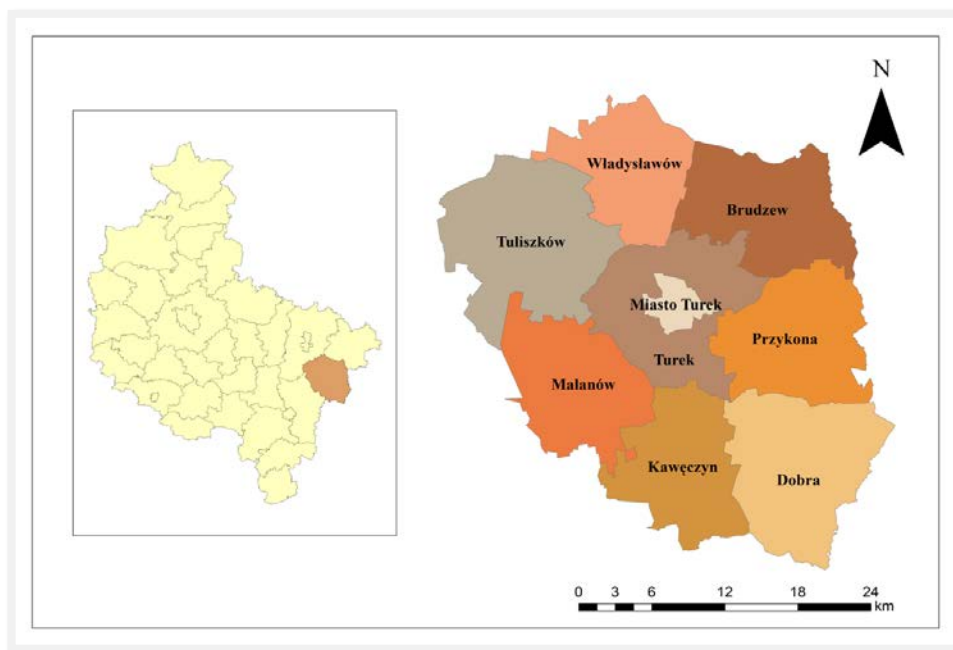 N
Władysławów
Brudzew
Tuliszków
Miasto Turek
Przykona
Turek
Malanów
Kawęczyn
Dobra
0 3 6 12 18 24
km